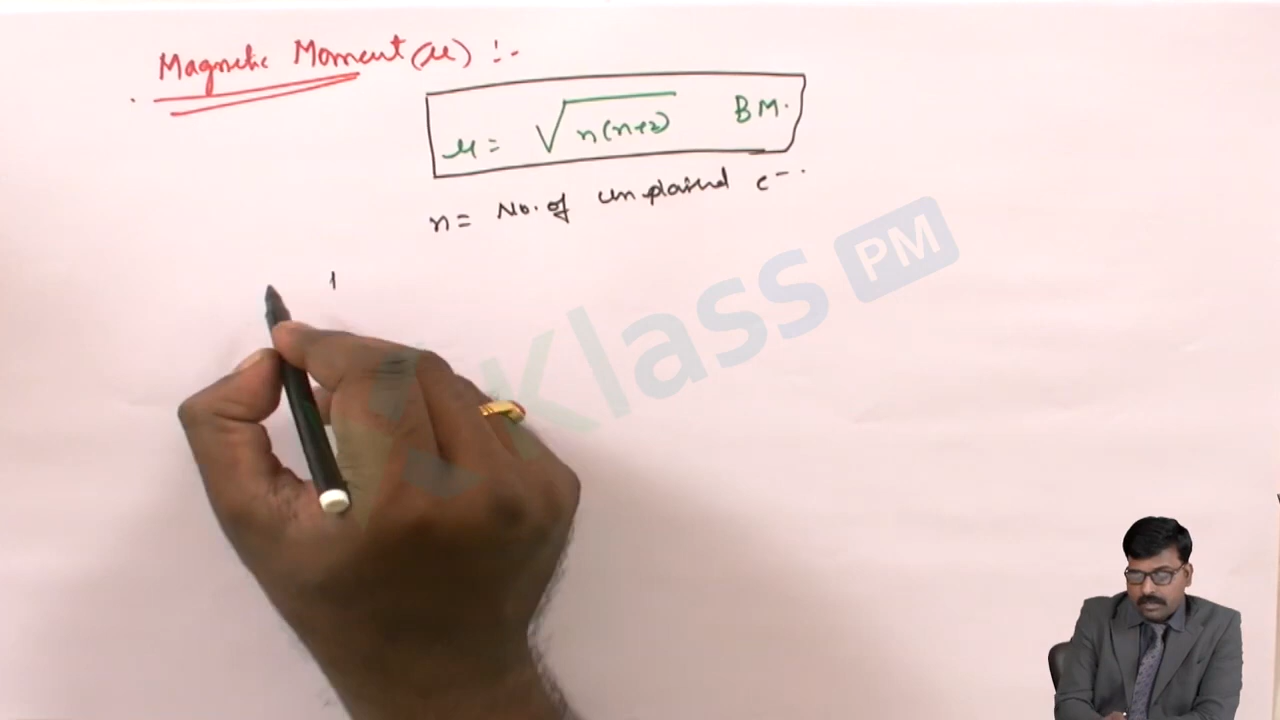 Magnetic Moment (μ) :-
μ = √n(n+2) BM.
n = No. of unpaired e-.
1
Klass PM